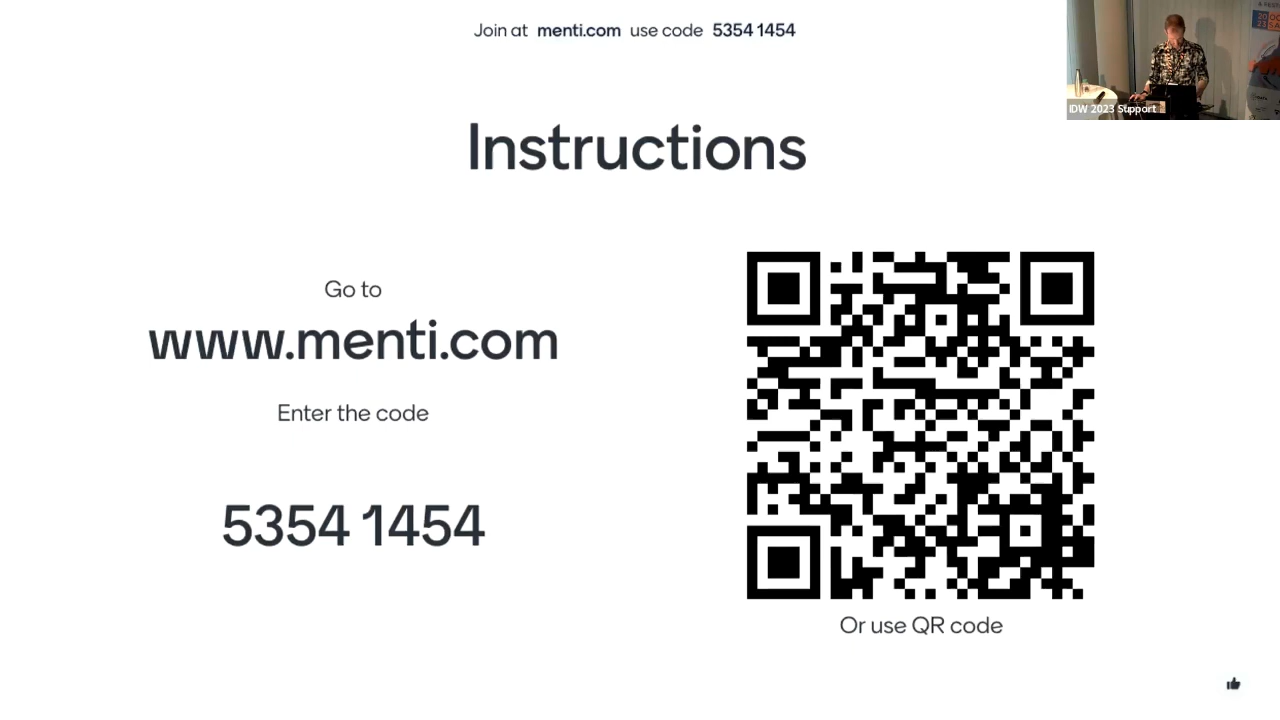 Join at menti.com use code 5354 1454
IDW 2023 Support
Instructions
Go to
www.menti.com
Enter the code
5354 1454
Or use QR code